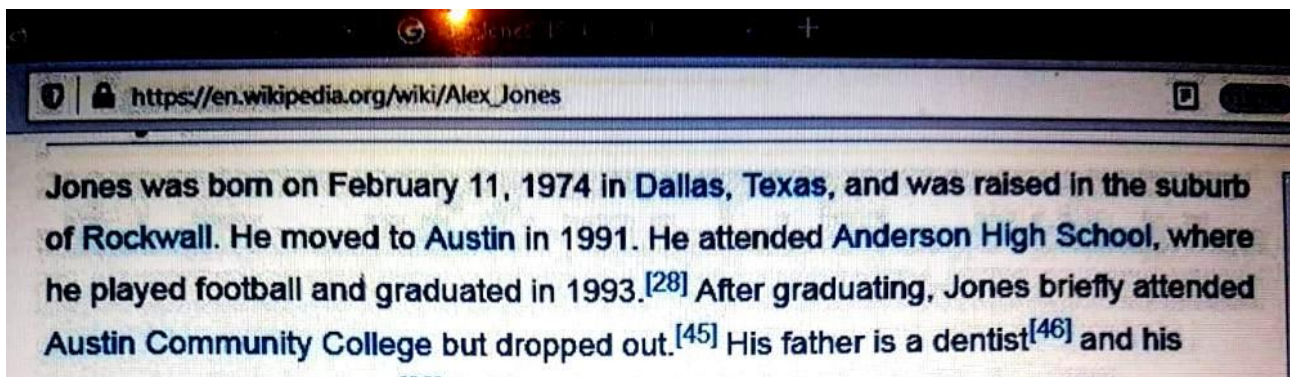 https://en.wikipedia.org/wiki/Alex_Jones
Jones was born on February 11, 1974 in Dallas, Texas, and was raised in the suburb
of Rockwall. He moved to Austin in 1991. He attended Anderson High School, where
he played football and graduated in 1993.[28] After graduating, Jones briefly attended
Austin Community College but dropped out.[45] His father is a dentist[46] and his